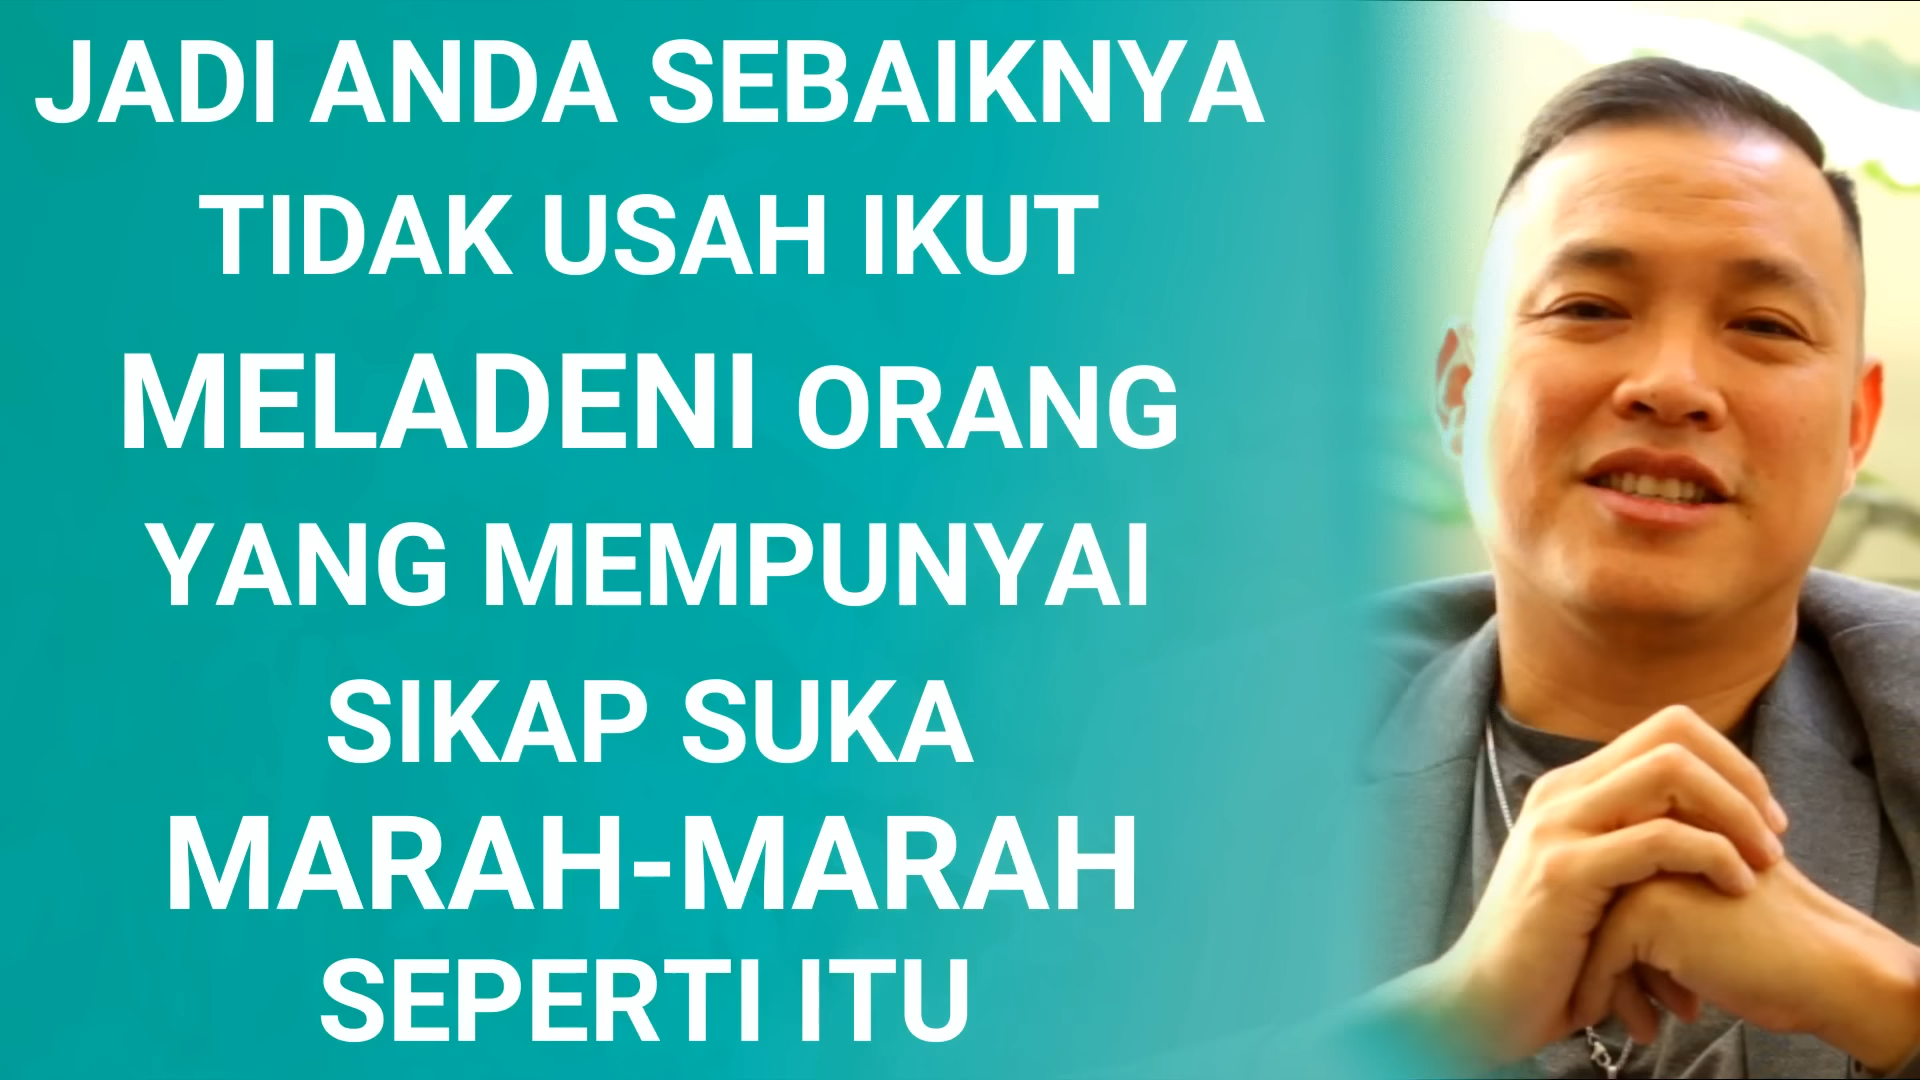 JADI ANDA SEBAIKNYA
TIDAK USAH IKUT
MELADENI ORANG
YANG MEMPUNYAI
SIKAP SUKA
MARAH-MARAH
SEPERTI ITU